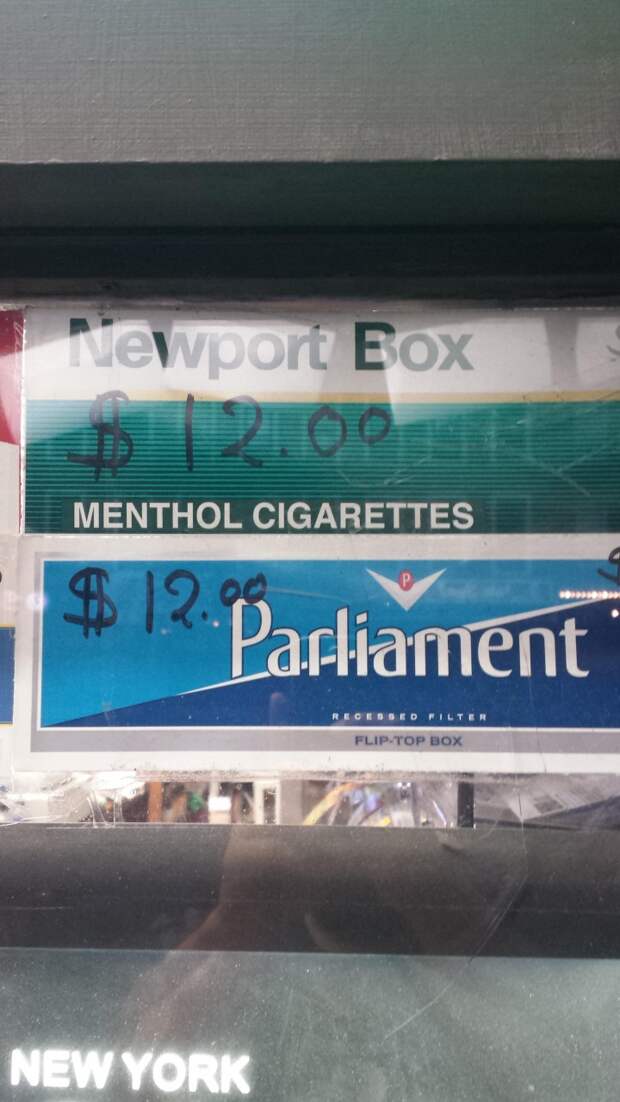 Newport Box
$ 12.00
MENTHOL CIGARETTES
$ 12.00
P
Parliament
RECESSED FILTER
FLIP-TOP BOX
NEW YORK